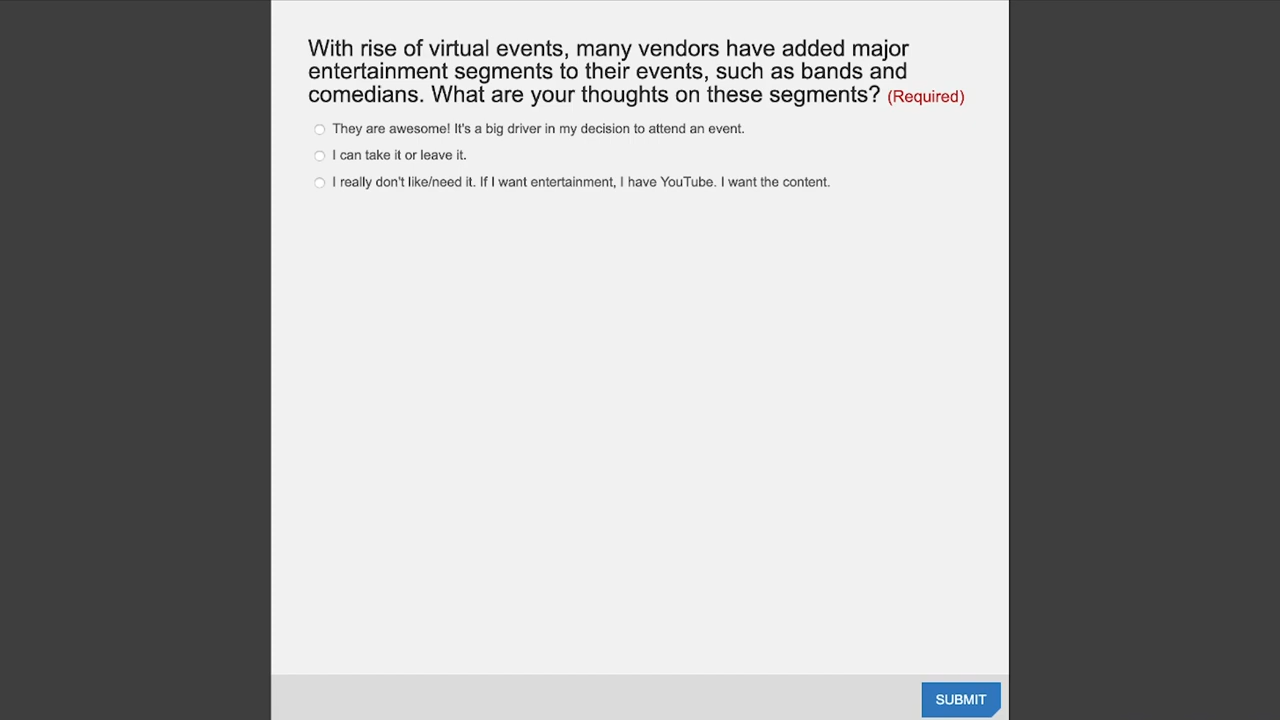 With rise of virtual events, many vendors have added major
entertainment segments to their events, such as bands and
comedians. What are your thoughts on these segments? (Required)
They are awesome! It's a big driver in my decision to attend an event.
I can take it or leave it.
I really don't like/need it. If I want entertainment, I have YouTube. I want the content.
SUBMIT